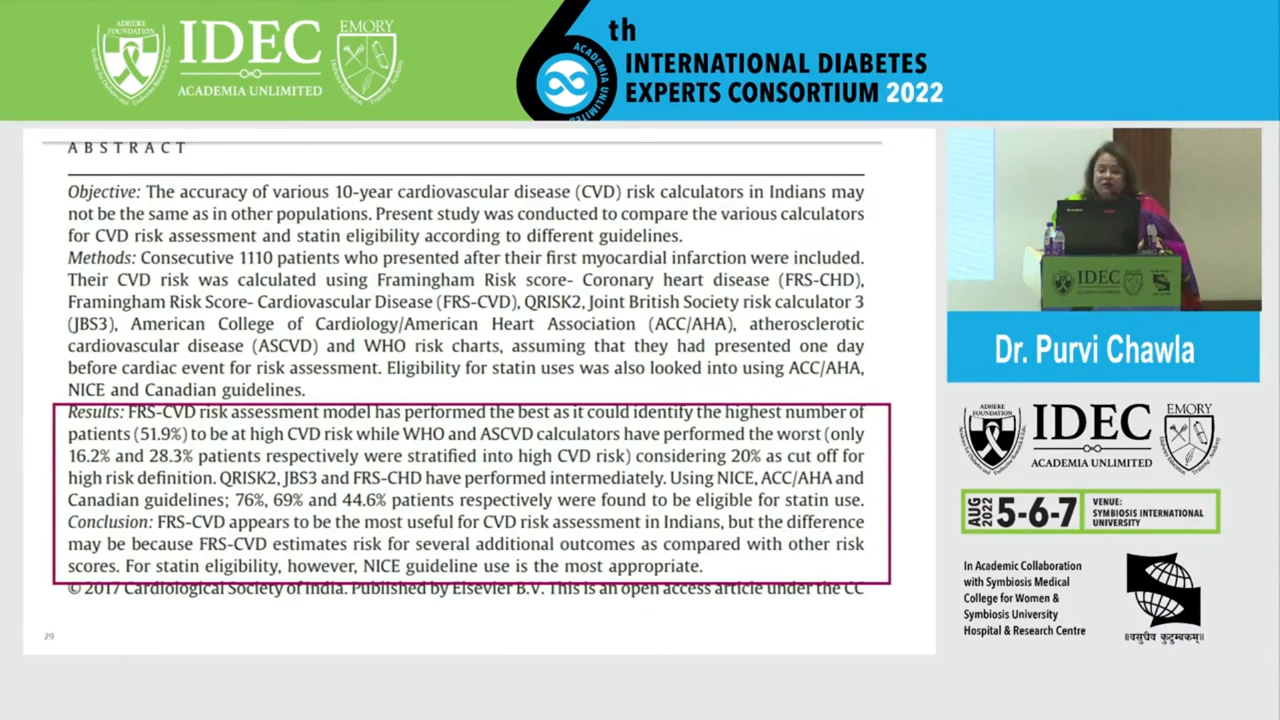 ADHERE
FOUNDATION
IDEC
ACADEMIA UNLIMITED
EMORY
6th
ACADEMIA UNLIMITED
INTERNATIONAL DIABETES
EXPERTS CONSORTIUM 2022
ABSTRACT
Objective: The accuracy of various 10-year cardiovascular disease (CVD) risk calculators in Indians may
not be the same as in other populations. Present study was conducted to compare the various calculators
for CVD risk assessment and statin eligibility according to different guidelines.
Methods: Consecutive 1110 patients who presented after their first myocardial infarction were included.
Their CVD risk was calculated using Framingham Risk score- Coronary heart disease (FRS-CHD),
Framingham Risk Score- Cardiovascular Disease (FRS-CVD), QRISK2, Joint British Society risk calculator 3
(JBS3), American College of Cardiology/American Heart Association (ACC/AHA), atherosclerotic
cardiovascular disease (ASCVD) and WHO risk charts, assuming that they had presented one day
before cardiac event for risk assessment. Eligibility for statin uses was also looked into using ACC/AHA,
NICE and Canadian guidelines.
Results: FRS-CVD risk assessment model has performed the best as it could identify the highest number of
patients (51.9%) to be at high CVD risk while WHO and ASCVD calculators have performed the worst (only
16.2% and 28.3% patients respectively were stratified into high CVD risk) considering 20% as cut off for
high risk definition. QRISK2, JBS3 and FRS-CHD have performed intermediately. Using NICE, ACC/AHA and
Canadian guidelines; 76%, 69% and 44.6% patients respectively were found to be eligible for statin use.
Conclusion: FRS-CVD appears to be the most useful for CVD risk assessment in Indians, but the difference
may be because FRS-CVD estimates risk for several additional outcomes as compared with other risk
scores. For statin eligibility, however, NICE guideline use is the most appropriate.
© 2017 Cardiological Society of India. Published by Elsevier B.V. This is an open access article under the CC
29
IDEC
Dr. Purvi Chawla
ADHERE
FOUNDATION
IDEC
ACADEMIA UNLIMITED
EMORY
AUG 2022
5-6-7
VENUE:
SYMBIOSIS INTERNATIONAL
UNIVERSITY
In Academic Collaboration
with Symbiosis Medical
College for Women &
Symbiosis University
Hospital & Research Centre
॥वसुधैव कुटुम्बकम्॥